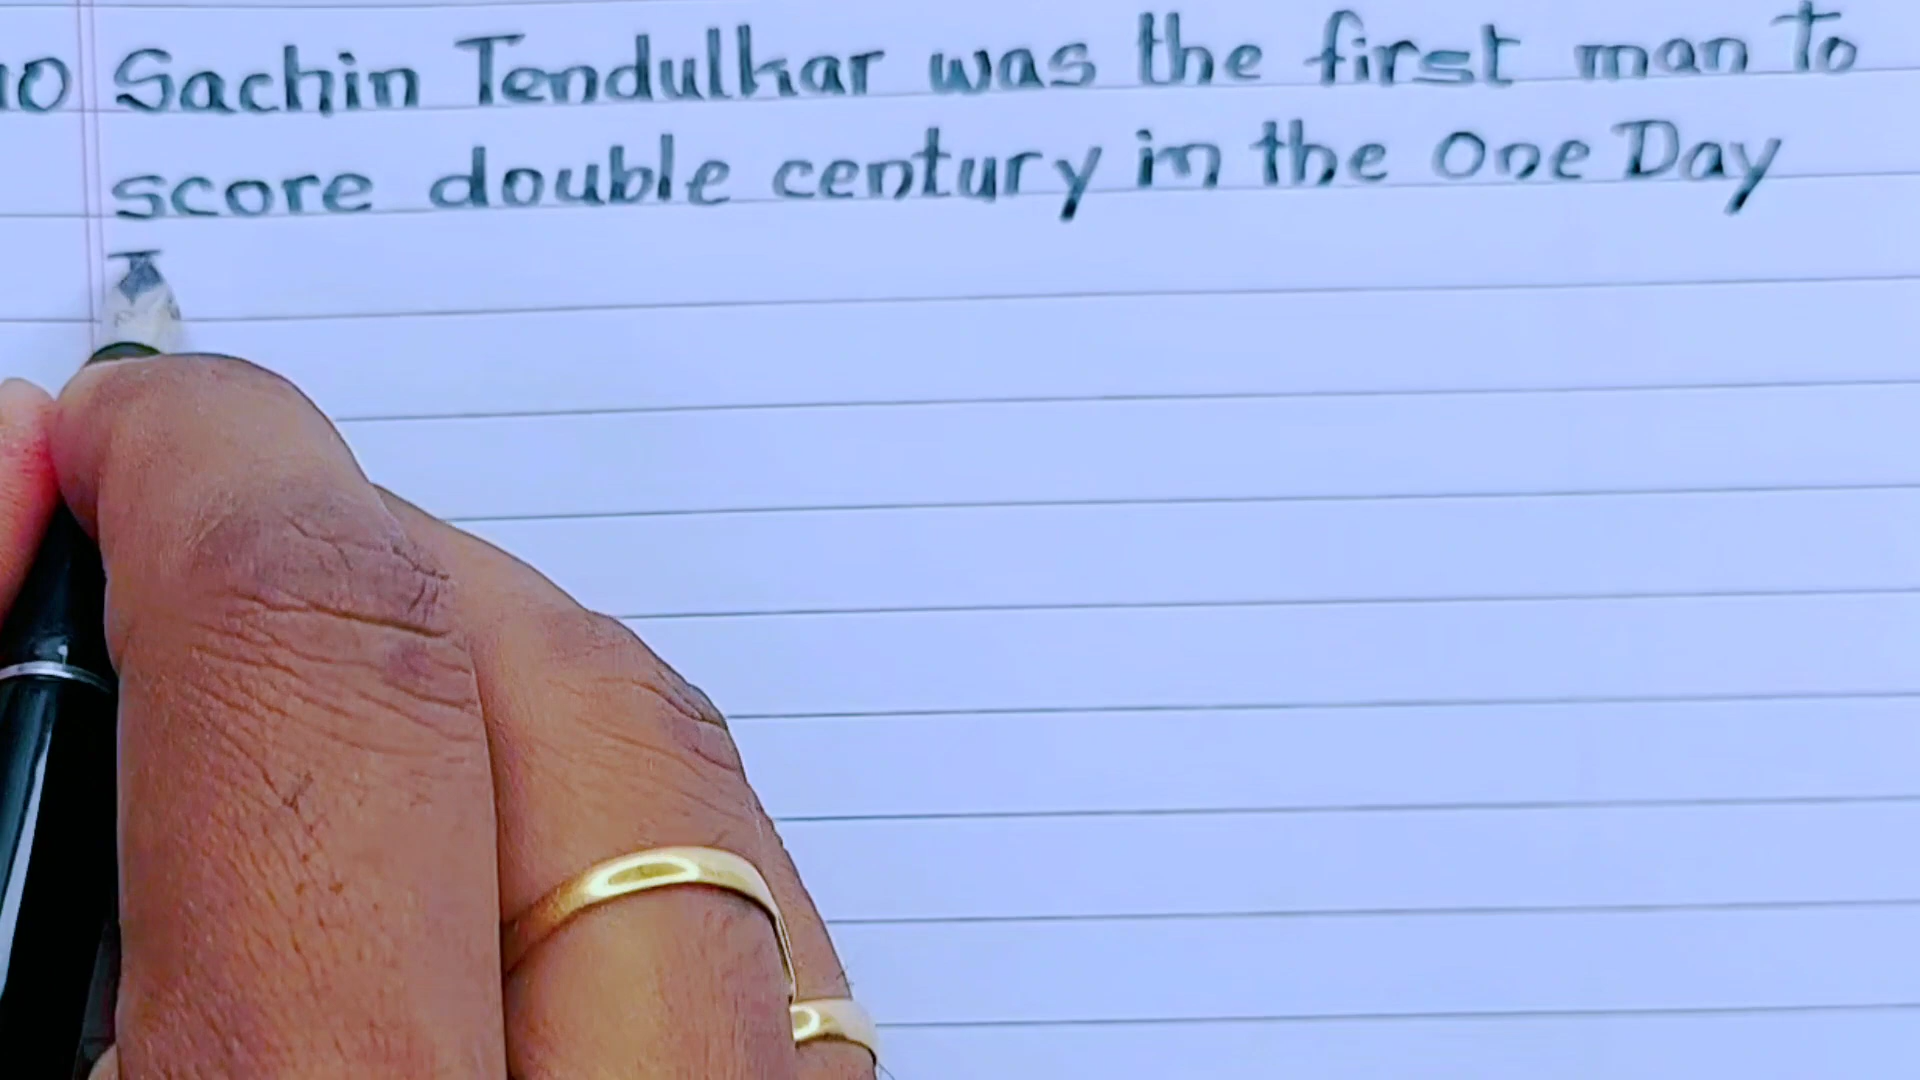 10 Sachin Tendulkar was the first man to
score double century in the One Day
I